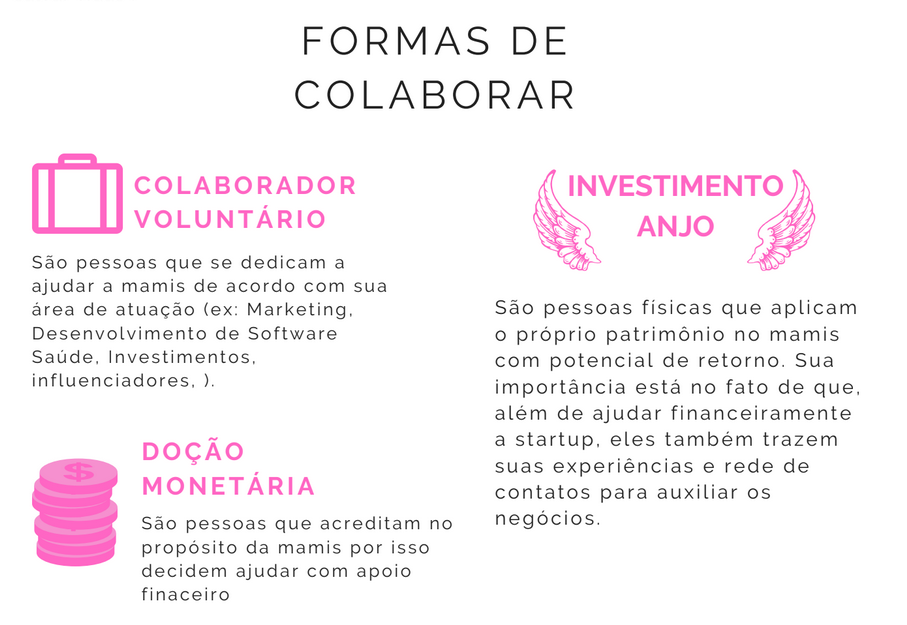 FORMAS DE
COLABORAR
COLABORADOR
VOLUNTÁRIO
São pessoas que se dedicam a
ajudar a mamis de acordo com sua
área de atuação (ex: Marketing,
Desenvolvimento de Software
Saúde, Investimentos,
influenciadores, ).
DOÇÃO
MONETÁRIA
São pessoas que acreditam no
propósito da mamis por isso
decidem ajudar com apoio
finaceiro
INVESTIMENTO
ANJO
São pessoas físicas que aplicam
o próprio patrimônio no mamis
com potencial de retorno. Sua
importância está no fato de que,
além de ajudar financeiramente
a startup, eles também trazem
suas experiências e rede de
contatos para auxiliar os
negócios.
$